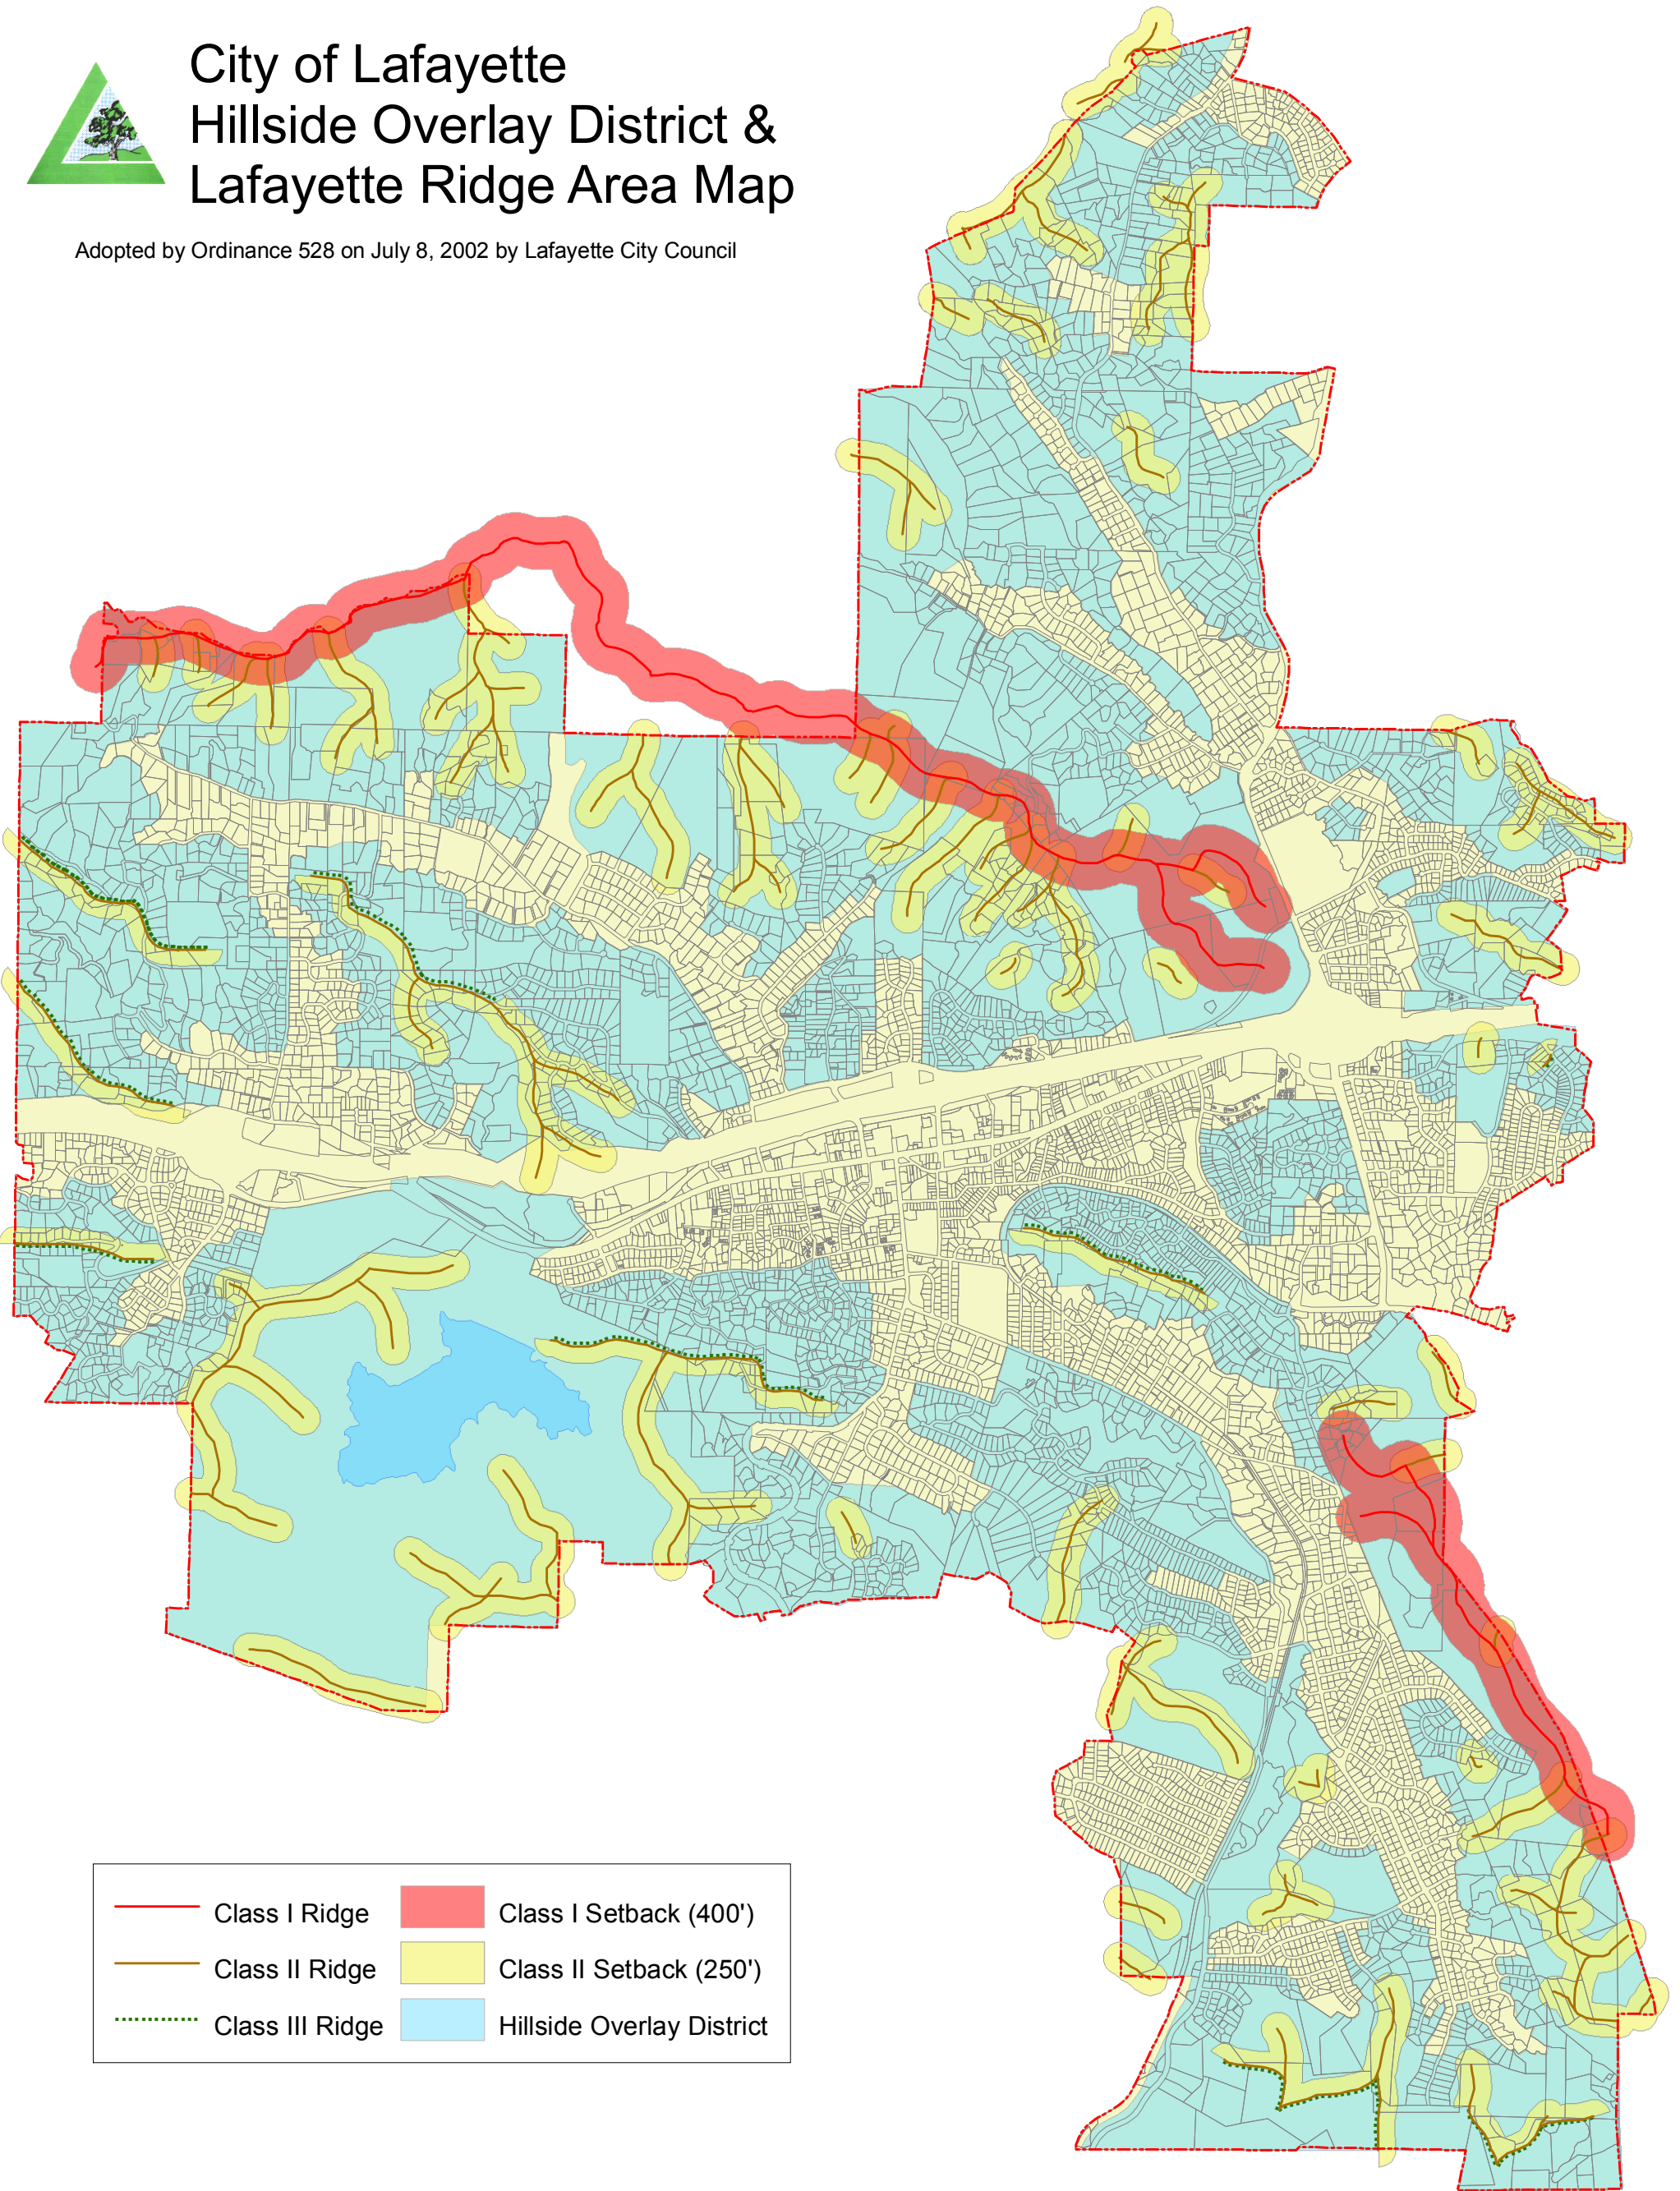 City of Lafayette
Hillside Overlay District &
Lafayette Ridge Area Map
Adopted by Ordinance 528 on July 8, 2002 by Lafayette City Council
Class I Ridge
Class I Setback (400')
Class II Ridge
Class II Setback (250')
Class III Ridge
Hillside Overlay District